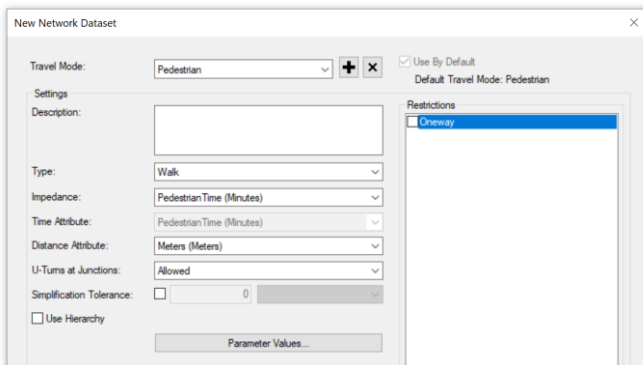 New Network Dataset
Travel Mode: Pedestrian
Use By Default
Default Travel Mode: Pedestrian
Settings
Description:
Type: Walk
Impedance: PedestrianTime (Minutes)
Time Attribute: PedestrianTime (Minutes)
Distance Attribute: Meters (Meters)
U-Turns at Junctions: Allowed
Simplification Tolerance: 0
Use Hierarchy
Parameter Values...
Restrictions
Oneway